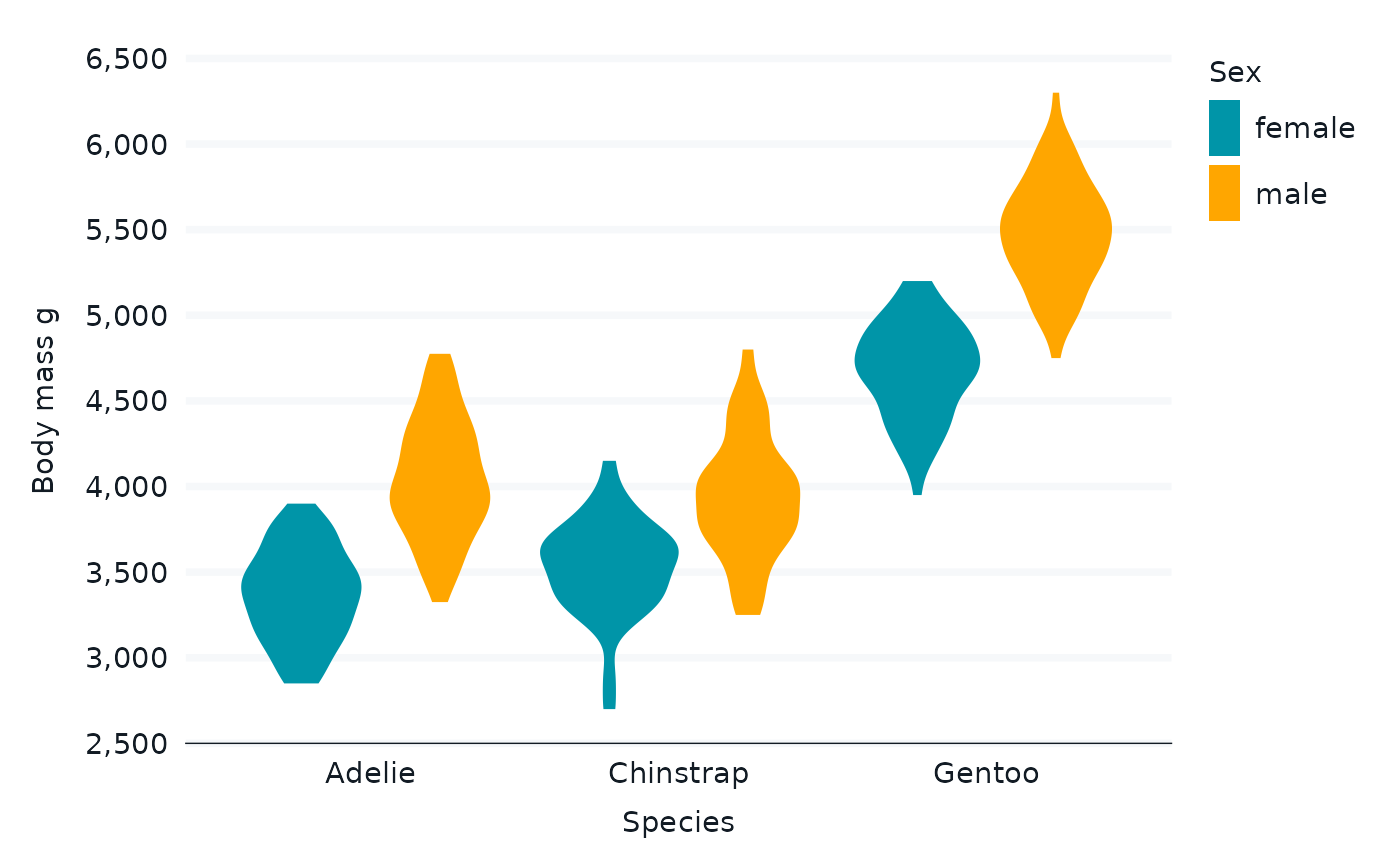 6,500
6,000
5,500
5,000
4,500
4,000
3,500
3,000
2,500
Body mass g
Adelie Chinstrap Gentoo
Species
Sex
female
male